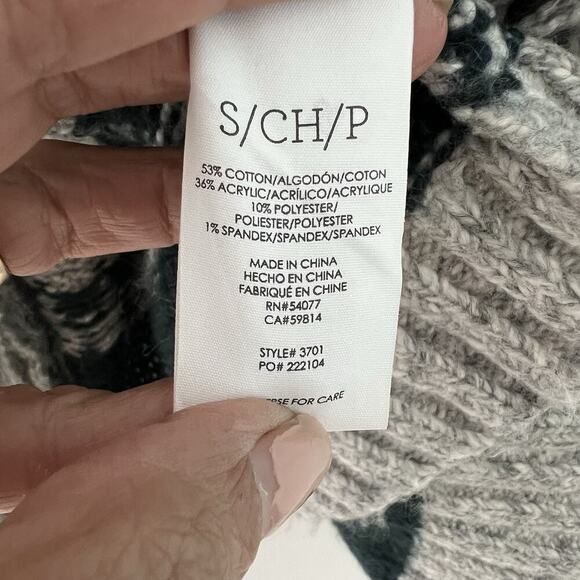 S/CH/P
53% COTTON/ALGODÓN/COTON
36% ACRYLIC/ACRÍLICO/ACRYLIQUE
10% POLYESTER/
POLIESTER/POLYESTER
1% SPANDEX/SPANDEX/SPANDEX
MADE IN CHINA
HECHO EN CHINA
FABRIQUÉ EN CHINE
RN#54077
CA#59814
STYLE# 3701
PO# 222104
FOR CARE